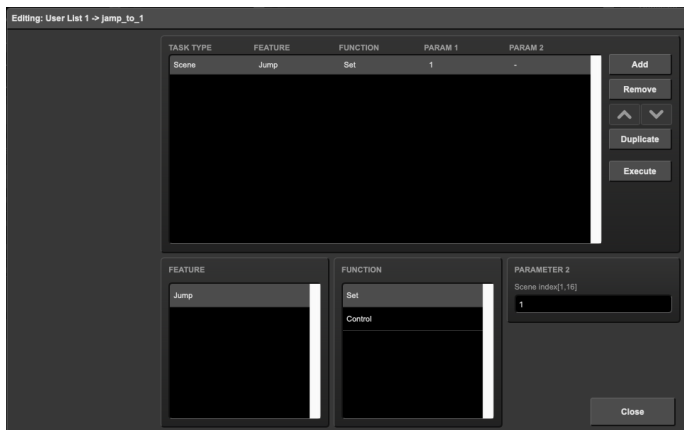 Editing: User List 1 -> jamp_to_1
TASK TYPE FEATURE FUNCTION PARAM 1 PARAM 2
Scene Jump Set 1 -
Add
Remove
Duplicate
Execute
FEATURE
Jump
FUNCTION
Set
Control
PARAMETER 2
Scene index[1,16]
1
Close